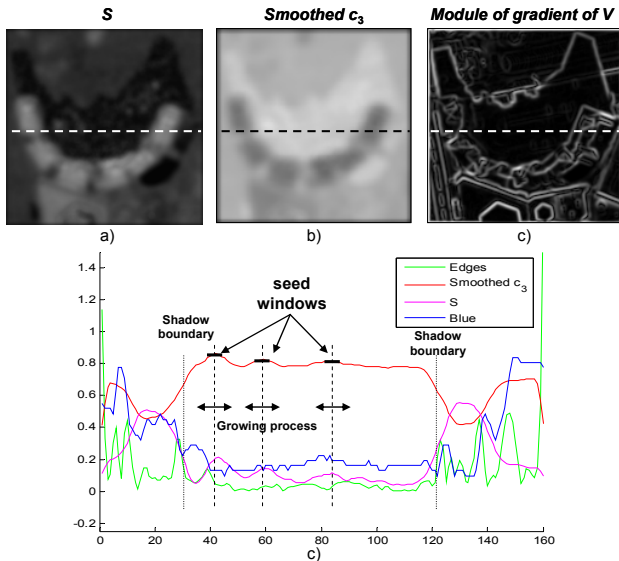 S
Smoothed c3
Module of gradient of V
a)
b)
c)
1.4
1.2
1
0.8
0.6
0.4
0.2
0
-0.2
0
20
40
60
80
100
120
140
160
seed
windows
Shadow
boundary
Shadow
boundary
Growing process
Edges
Smoothed c3
S
Blue
c)